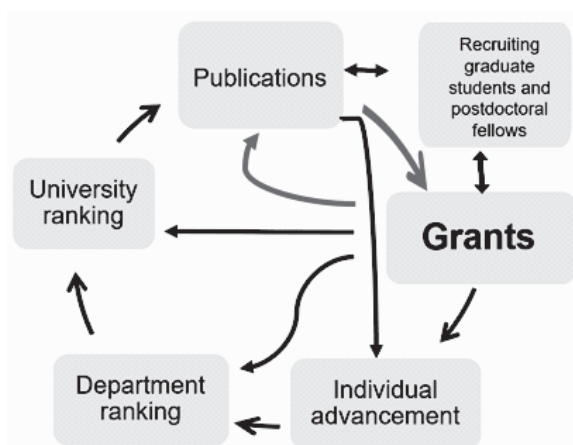 Publications
Recruiting
graduate
students and
postdoctoral
fellows
University
ranking
Grants
Department
ranking
Individual
advancement